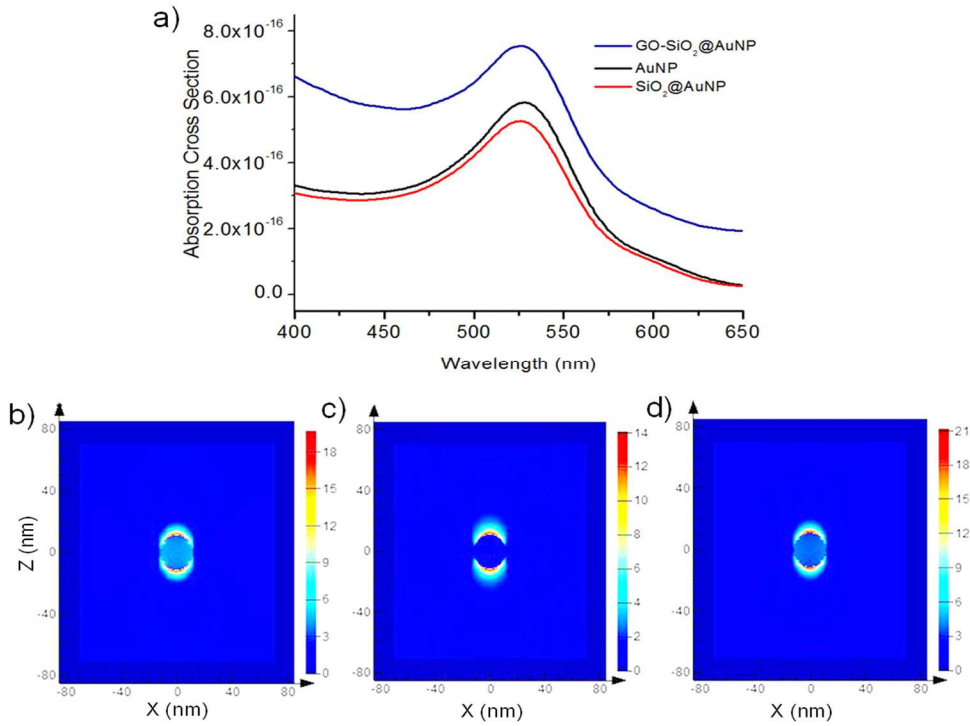 a)
Absorption Cross Section
8.0x10⁻¹⁶
6.0x10⁻¹⁶
4.0x10⁻¹⁶
2.0x10⁻¹⁶
0.0
GO-SiO₂@AuNP
AuNP
SiO₂@AuNP
400 450 500 550 600 650
Wavelength (nm)
b)
Z (nm)
80
40
0
-40
-80
-80 -40 0 40 80
X (nm)
18
15
12
9
6
3
0
c)
80
40
0
-40
-80
-80 -40 0 40 80
X (nm)
14
12
10
8
6
4
2
0
d)
80
40
0
-40
-80
-80 -40 0 40 80
X (nm)
21
18
15
12
9
6
3
0